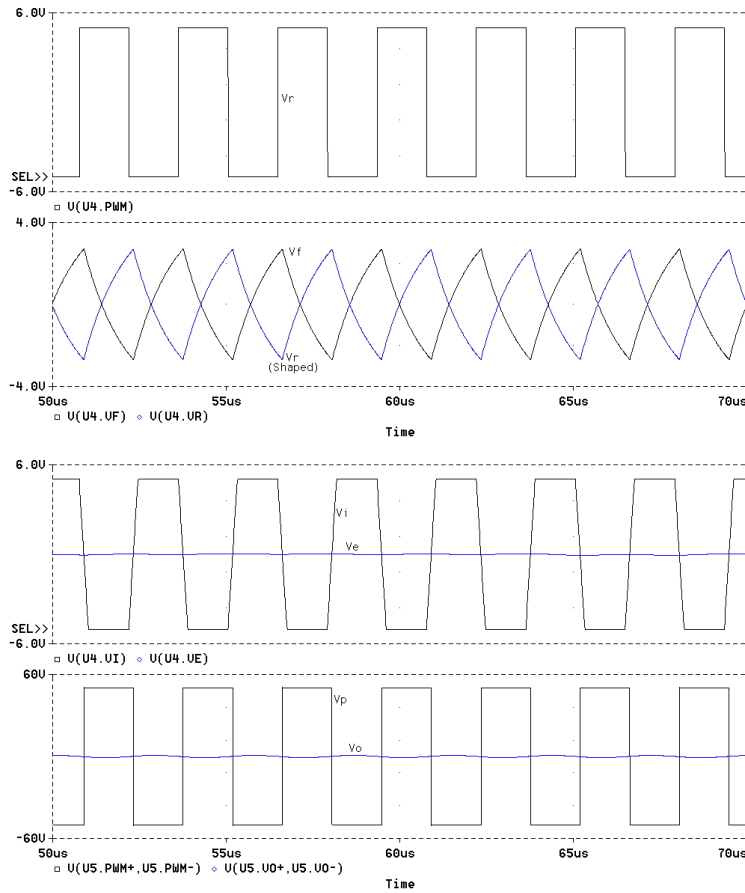 6.0V
Vr
SEL>>
-6.0V
V(U4.PWM)
4.0V
Vf
Vr
(Shaped)
-4.0V
50us 55us 60us 65us 70us
V(U4.VF) V(U4.VR)
Time
6.0V
Vi
Ve
SEL>>
-6.0V
V(U4.VI) V(U4.VE)
60V
Vp
Vo
-60V
50us 55us 60us 65us 70us
V(U5.PWM+,U5.PWM-) V(U5.VO+,U5.VO-)
Time